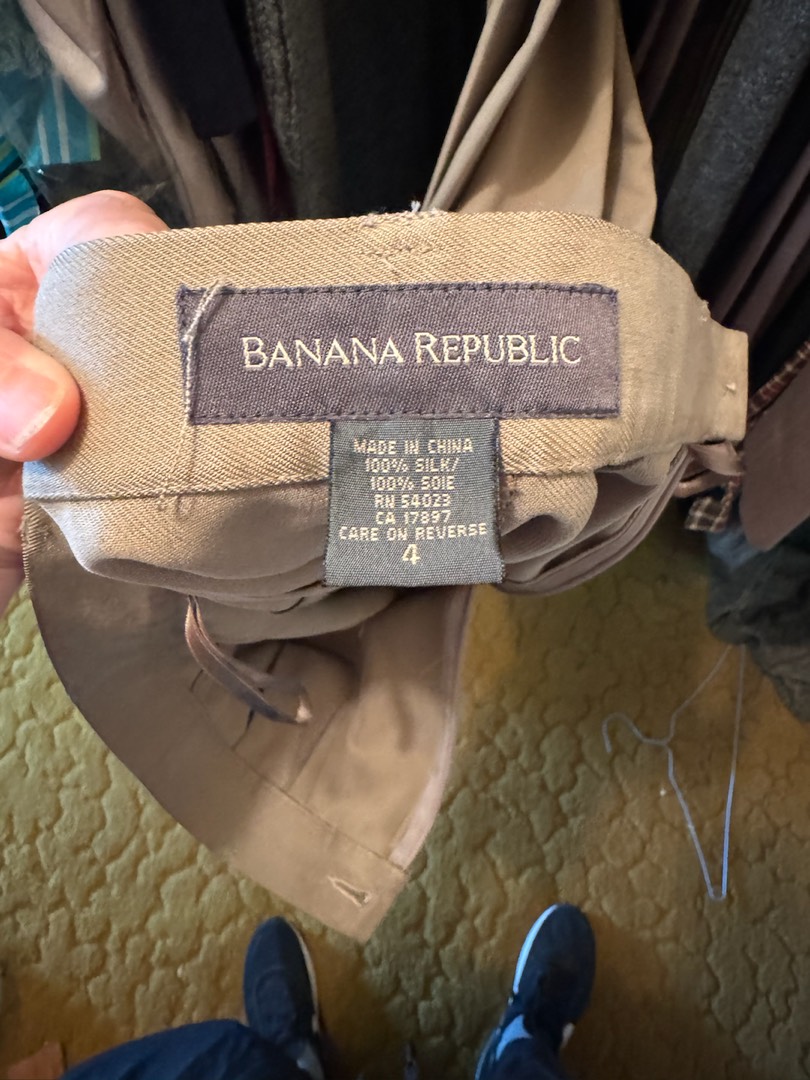 BANANA REPUBLIC
MADE IN CHINA
100% SILK/
100% SOIE
RN 54023
CA 17897
CARE ON REVERSE
4